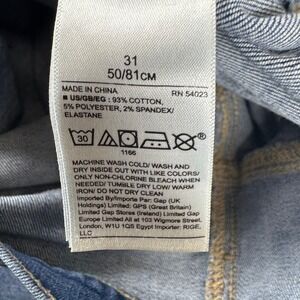 31
50/81CM
MADE IN CHINA
RN 54023
■ US/GB/EG : 93% COTTON,
5% POLYESTER, 2% SPANDEX/
ELASTANE
30
1166
MACHINE WASH COLD/ WASH AND
DRY INSIDE OUT WITH LIKE COLORS/
ONLY NON-CHLORINE BLEACH WHEN
NEEDED/ TUMBLE DRY LOW/ WARM
IRON/ DO NOT DRY CLEAN
Imported By/Importe Par: Gap (UK
Holdings) Limited: GPS (Great Britain)
Limited Gap Stores (Ireland) Limited Gap
Europe Limited All at 103 Wigmore Street,
London, W1U 1QS Egypt Importer: RIGE,
LLC